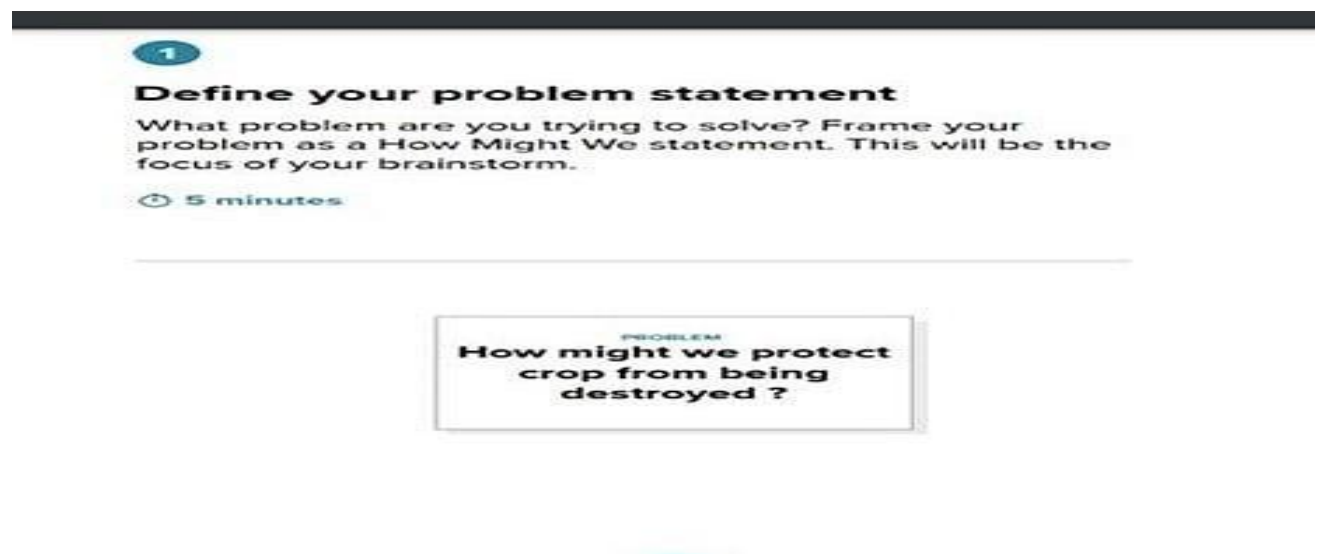 1
Define your problem statement
What problem are you trying to solve? Frame your
problem as a How Might We statement. This will be the
focus of your brainstorm.
5 minutes
PROBLEM
How might we protect
crop from being
destroyed ?